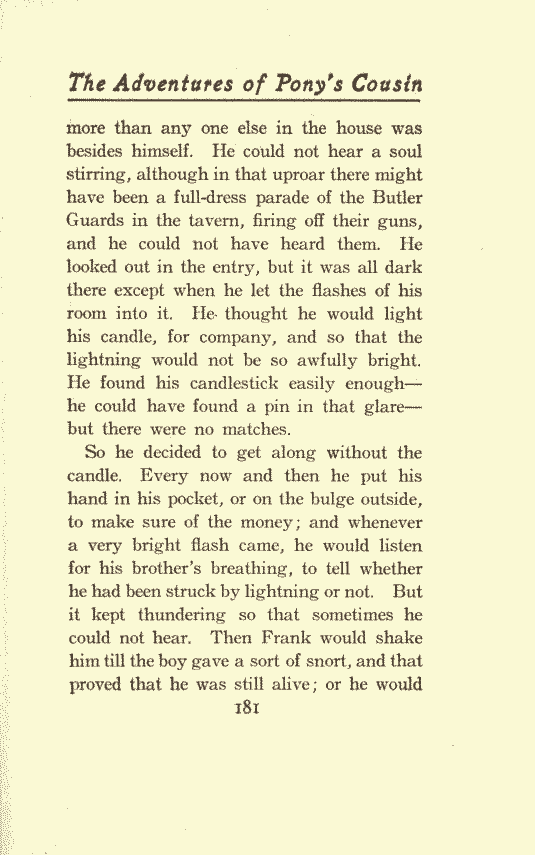 The Adventures of Pony's Cousin
more than any one else in the house was
besides himself. He could not hear a soul
stirring, although in that uproar there might
have been a full-dress parade of the Butler
Guards in the tavern, firing off their guns,
and he could not have heard them. He
looked out in the entry, but it was all dark
there except when he let the flashes of his
room into it. He thought he would light
his candle, for company, and so that the
lightning would not be so awfully bright.
He found his candlestick easily enough—
he could have found a pin in that glare—
but there were no matches.
So he decided to get along without the
candle. Every now and then he put his
hand in his pocket, or on the bulge outside,
to make sure of the money; and whenever
a very bright flash came, he would listen
for his brother's breathing, to tell whether
he had been struck by lightning or not. But
it kept thundering so that sometimes he
could not hear. Then Frank would shake
him till the boy gave a sort of snort, and that
proved that he was still alive; or he would
181